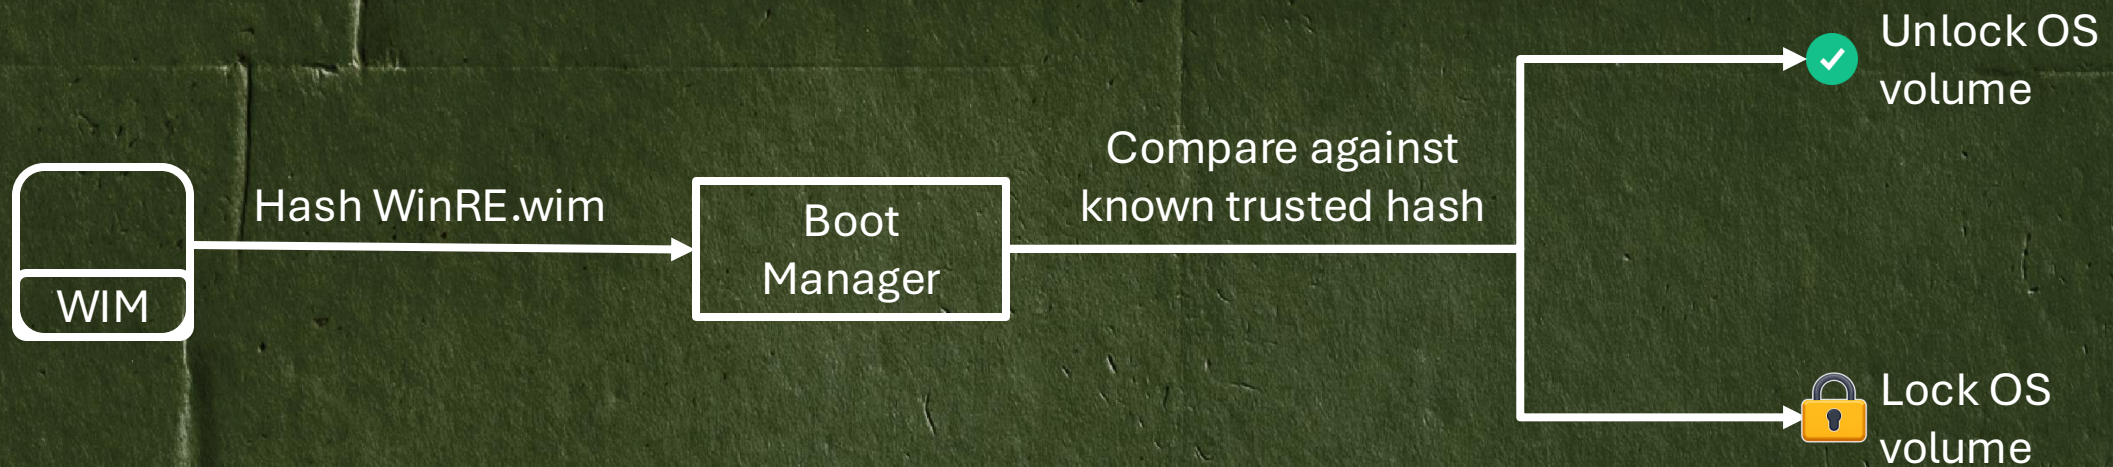 WIM
Hash WinRE.wim
Boot
Manager
Compare against
known trusted hash
Unlock OS
volume
Lock OS
volume